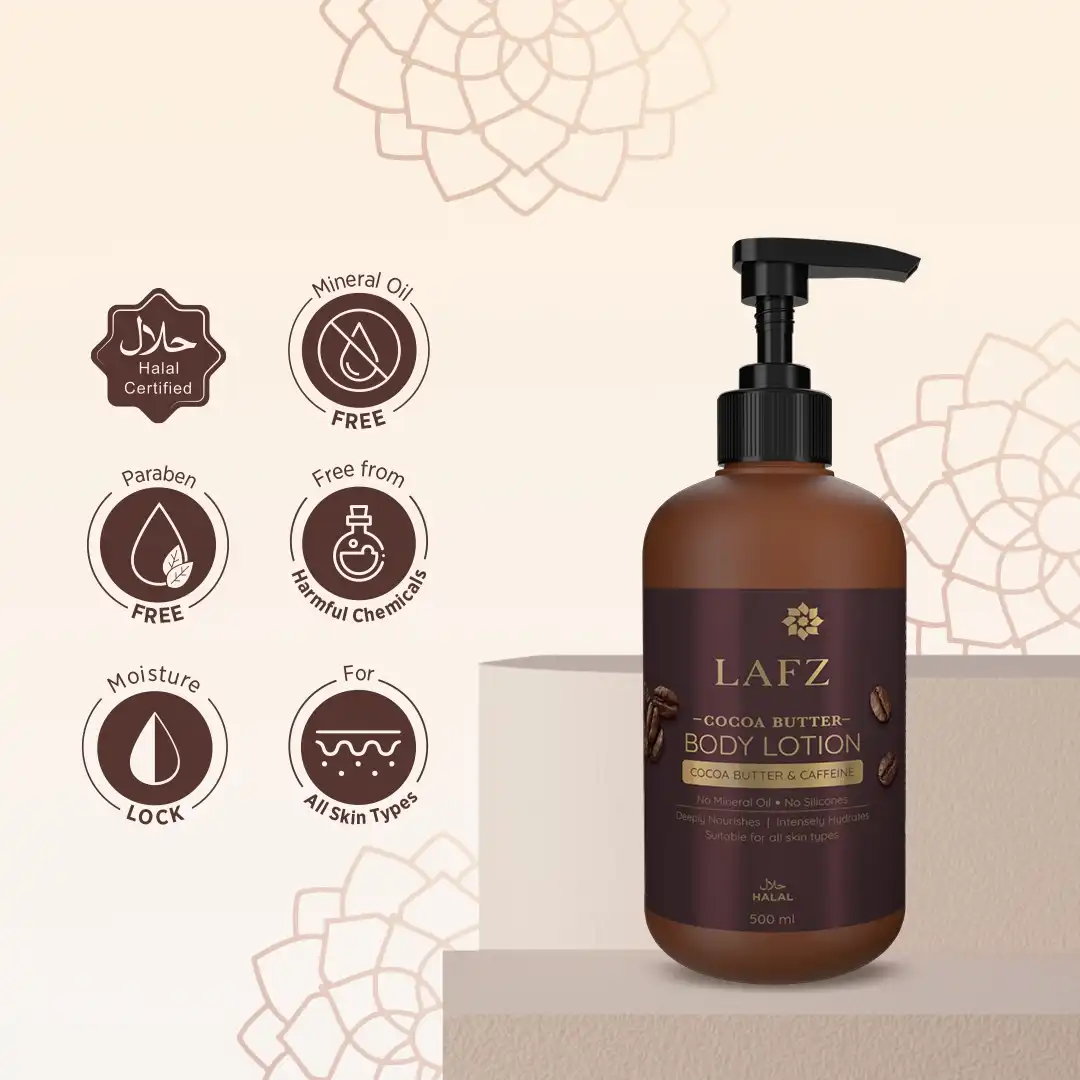 حلال
Halal
Certified
Mineral Oil
FREE
Paraben
FREE
Free from
Harmful Chemicals
Moisture
LOCK
For
All Skin Types
LAFZ
-COCOA BUTTER-
BODY LOTION
COCOA BUTTER & CAFFEINE
No Mineral Oil • No Silicones
Deeply Nourishes | Intensely Hydrates
Suitable for all skin types
حلال
HALAL
500 ml